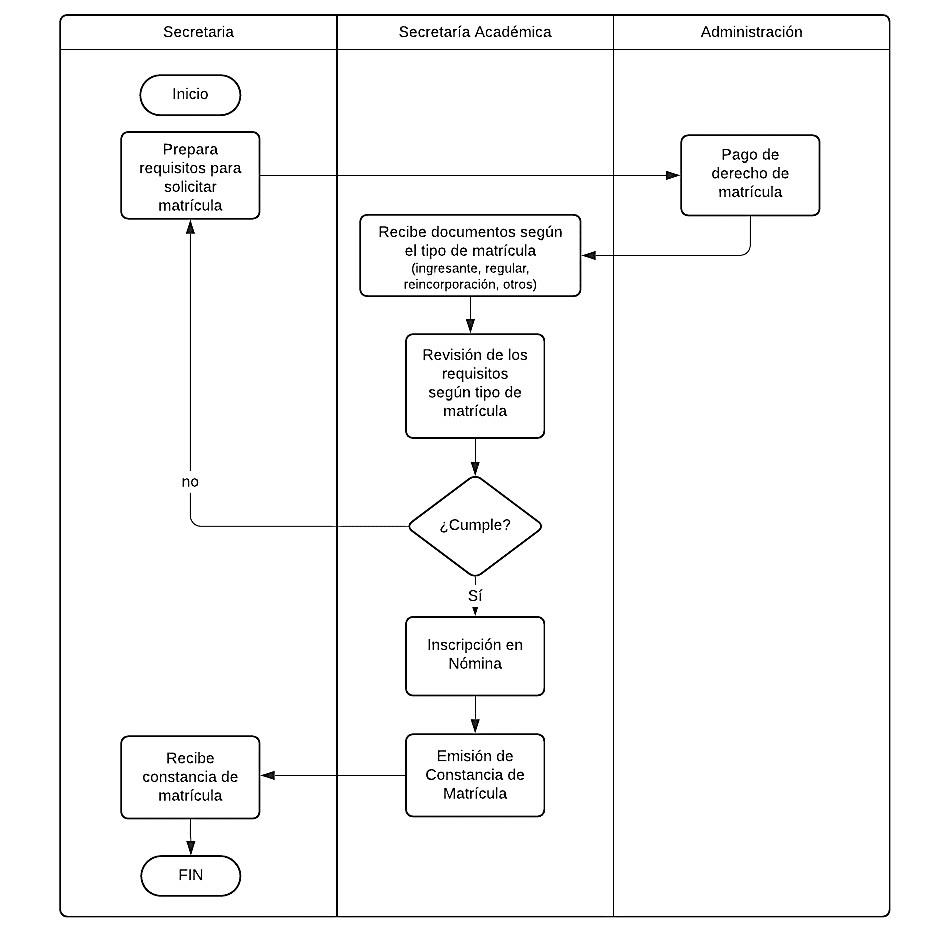 Secretaria
Secretaría Académica
Administración
Inicio
Prepara
requisitos para
solicitar
matrícula
Pago de
derecho de
matrícula
Recibe documentos según
el tipo de matrícula
(ingresante, regular,
reincorporación, otros)
Revisión de los
requisitos
según tipo de
matrícula
no
¿Cumple?
Sí
Inscripción en
Nómina
Emisión de
Constancia de
Matrícula
Recibe
constancia de
matrícula
FIN